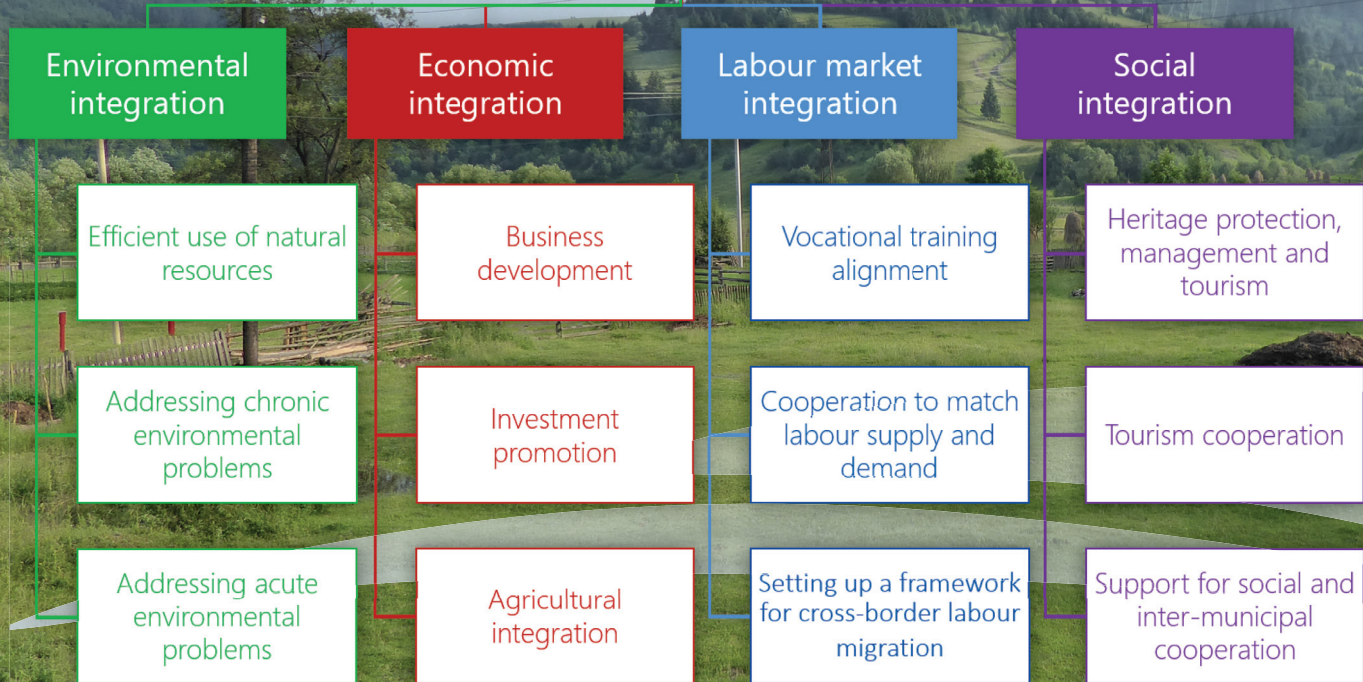 Environmental
integration
Efficient use of natural
resources
Addressing chronic
environmental
problems
Addressing acute
environmental
problems
Economic
integration
Business
development
Investment
promotion
Agricultural
integration
Labour market
integration
Vocational training
alignment
Cooperation to match
labour supply and
demand
Setting up a framework
for cross-border labour
migration
Social
integration
Heritage protection,
management and
tourism
Tourism cooperation
Support for social and
inter-municipal
cooperation